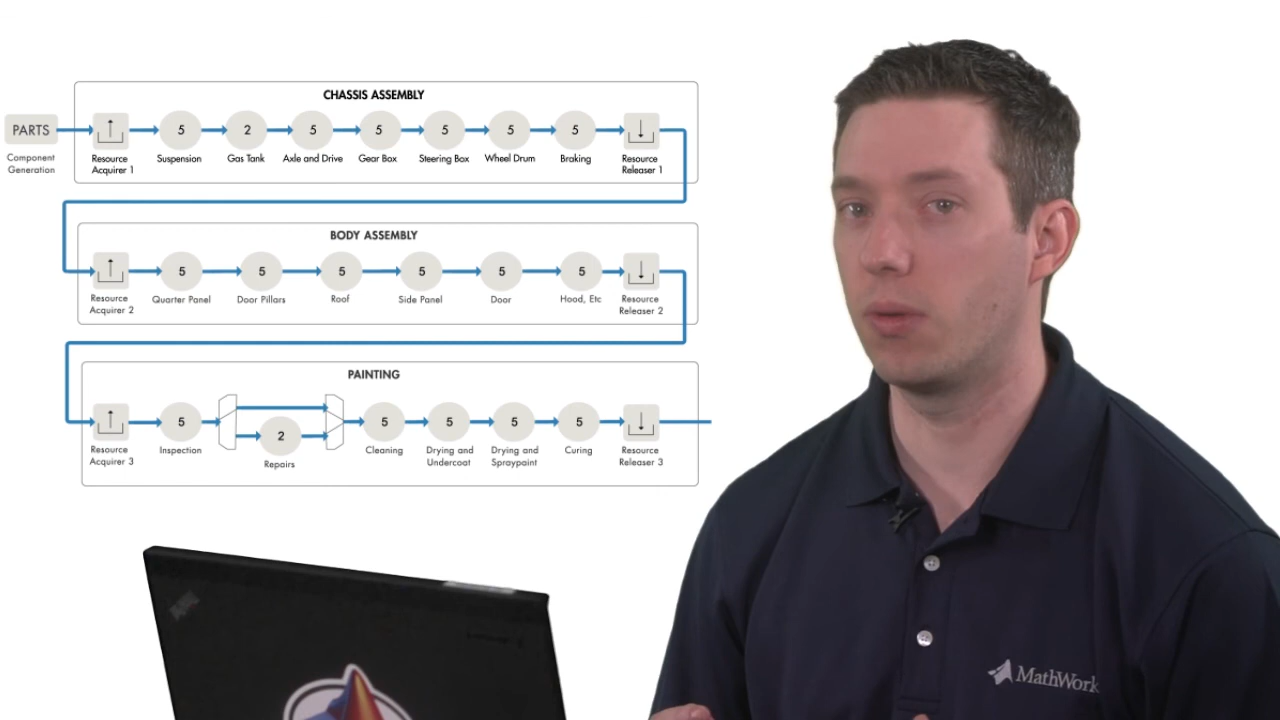 CHASSIS ASSEMBLY
PARTS
5 2 5 5 5 5 5
Component
Generation
Resource
Acquirer 1
Suspension
Gas Tank
Axle and Drive
Gear Box
Steering Box
Wheel Drum
Braking
Resource
Releaser 1
BODY ASSEMBLY
5 5 5 5 5 5
Resource
Acquirer 2
Quarter Panel
Door Pillars
Roof
Side Panel
Door
Hood, Etc
Resource
Releaser 2
PAINTING
5 2 5 5 5 5
Resource
Acquirer 3
Inspection
Repairs
Cleaning
Drying and
Undercoat
Drying and
Spraypaint
Curing
Resource
Releaser 3
MathWork